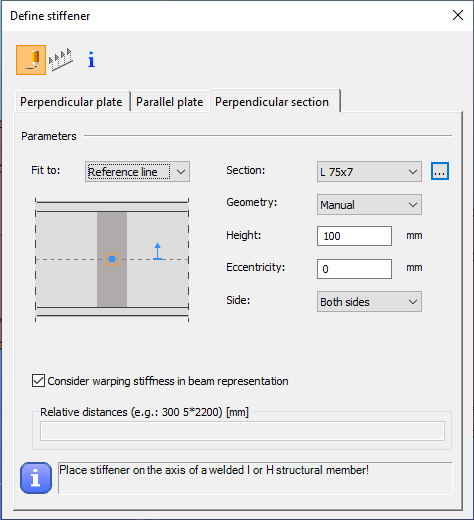 Define stiffener
Perpendicular plate
Parallel plate
Perpendicular section
Parameters
Fit to:
Reference line
Section:
L 75x7
...
Geometry:
Manual
Height:
100
mm
Eccentricity:
0
mm
Side:
Both sides
Consider warping stiffness in beam representation
Relative distances (e.g.: 300 5*2200) [mm]
Place stiffener on the axis of a welded I or H structural member!